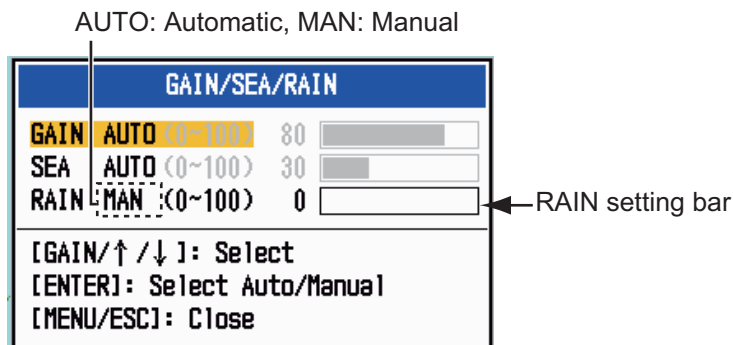 AUTO: Automatic, MAN: Manual
GAIN/SEA/RAIN
GAIN AUTO (0~100) 80
SEA AUTO (0~100) 30
RAIN MAN (0~100) 0
RAIN setting bar
[GAIN/↑/↓]: Select
[ENTER]: Select Auto/Manual
[MENU/ESC]: Close